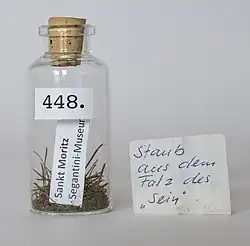 448.
Sankt Moritz
Segantini-Museum
Staub
aus dem
Falz des
„Sein“